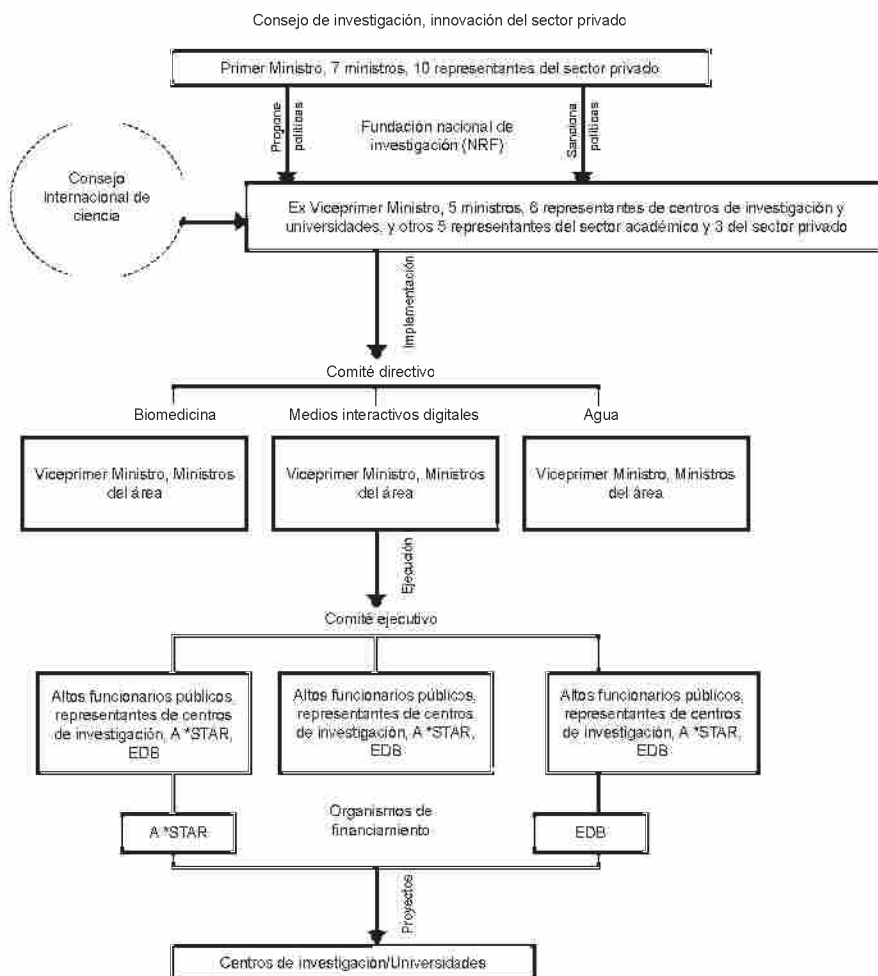 Consejo de investigación, innovación del sector privado
Primer Ministro, 7 ministros, 10 representantes del sector privado
Propone
políticas
Fundación nacional de
investigación (NRF)
Sanciona
políticas
Consejo
Internacional de
ciencia
Ex Viceprimer Ministro, 5 ministros, 6 representantes de centros de investigación y
universidades, y otros 5 representantes del sector académico y 3 del sector privado
Implementación
Comité directivo
Biomedicina
Medios interactivos digitales
Agua
Viceprimer Ministro, Ministros
del área
Viceprimer Ministro, Ministros
del área
Viceprimer Ministro, Ministros
del área
Ejecución
Comité ejecutivo
Altos funcionarios públicos,
representantes de centros
de investigación, A *STAR,
EDB
Altos funcionarios públicos,
representantes de centros
de investigación, A *STAR,
EDB
Altos funcionarios públicos,
representantes de centros
de investigación, A *STAR,
EDB
A *STAR
Organismos de
financiamiento
EDB
Proyectos
Centros de investigación/Universidades